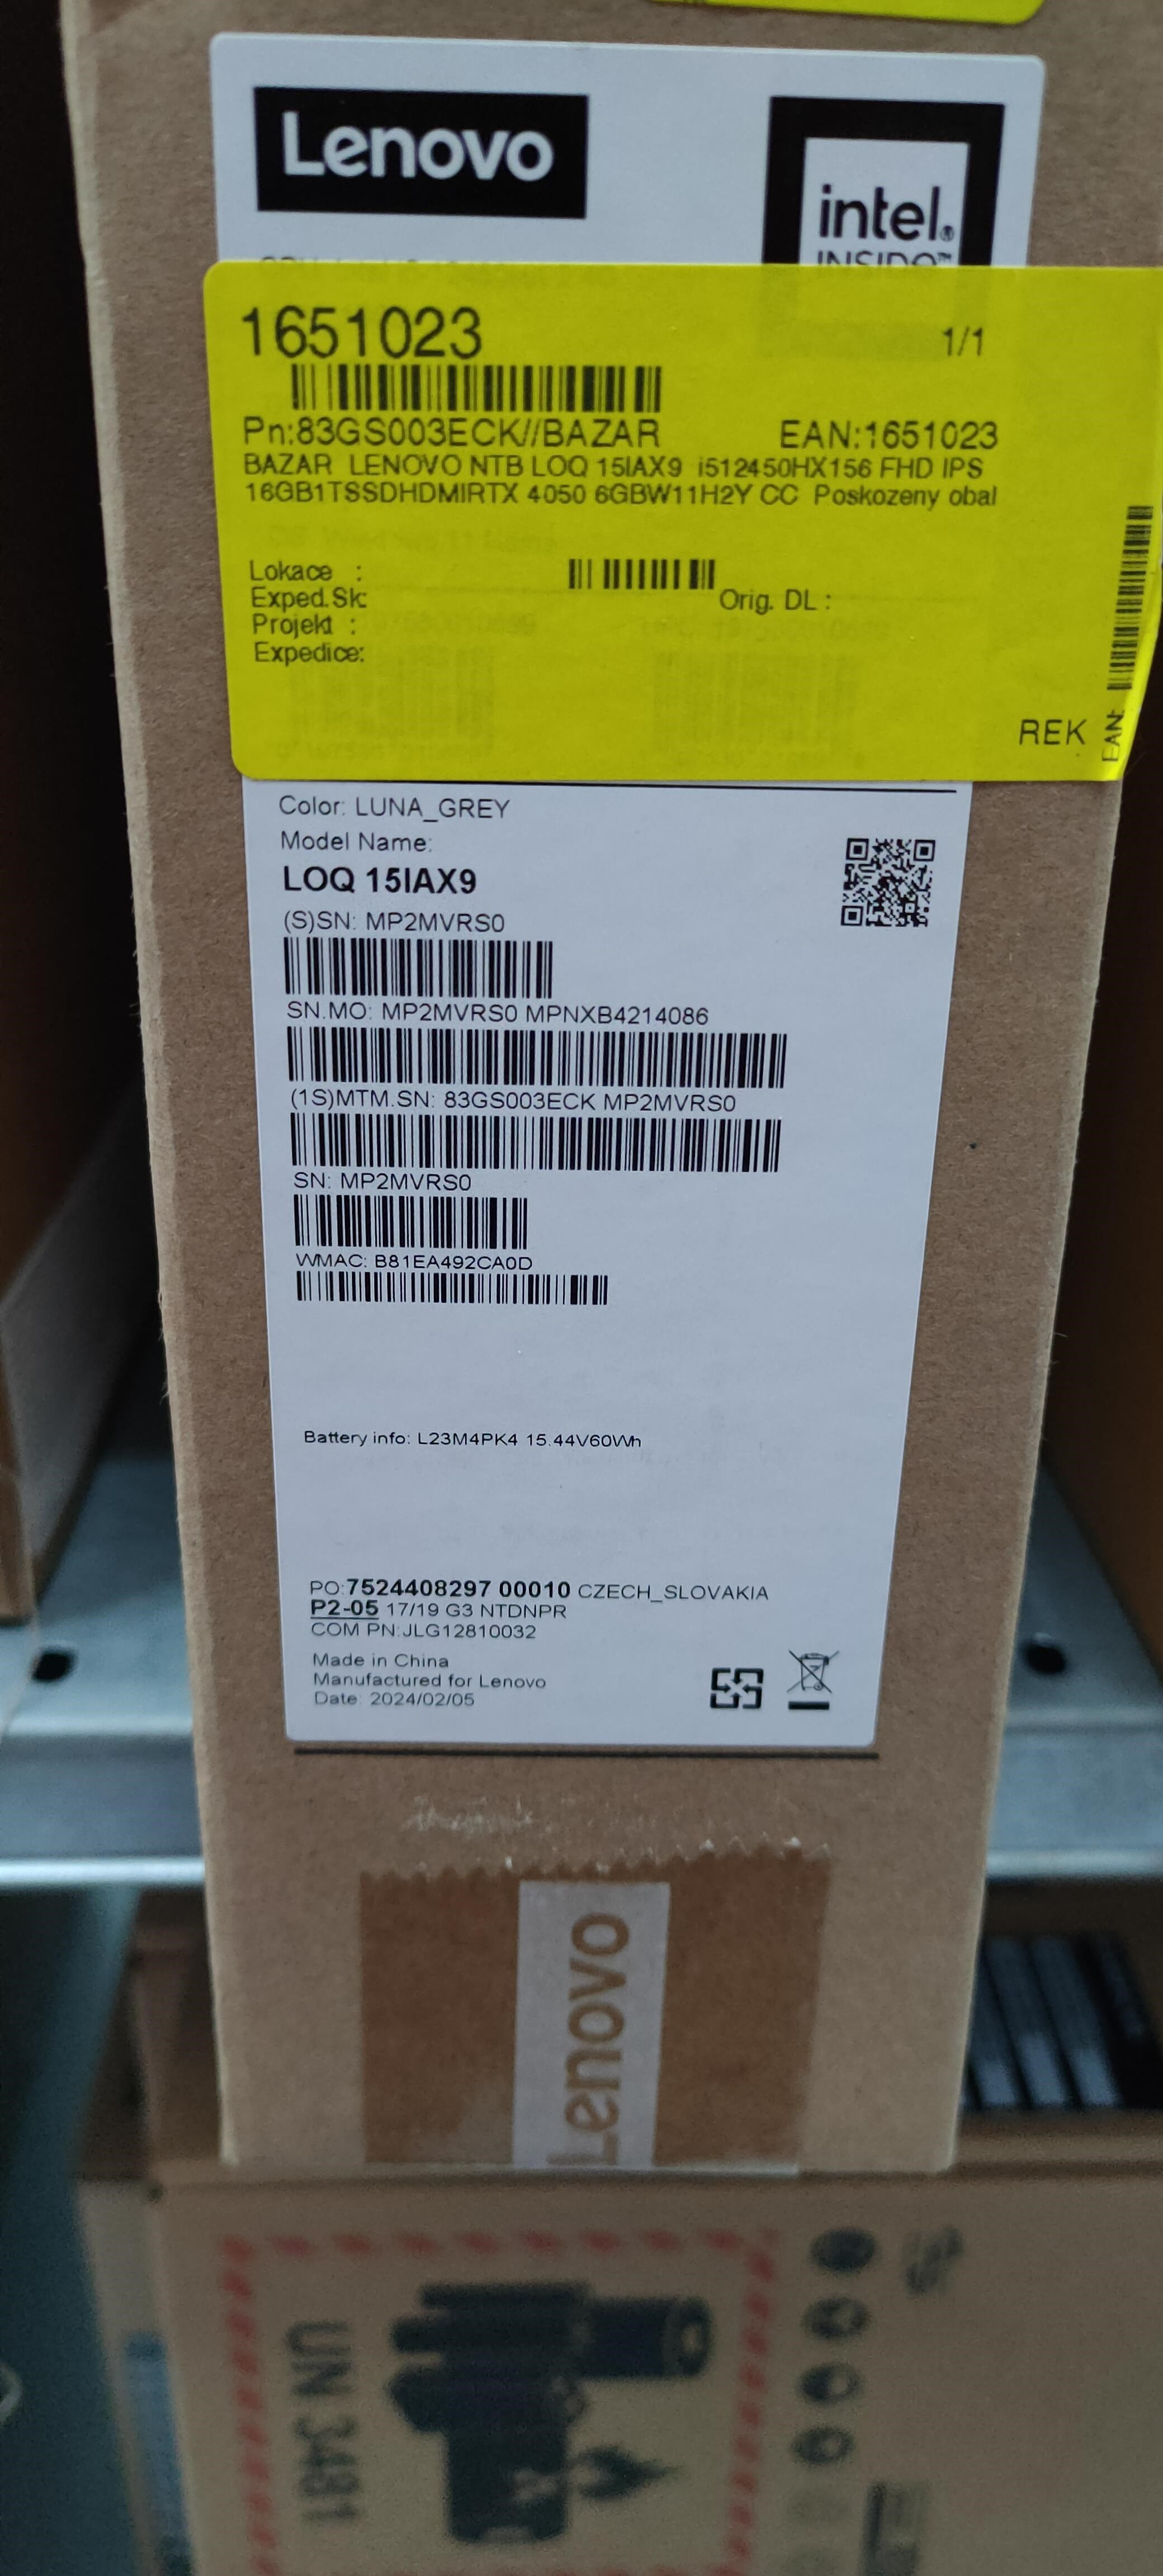 Lenovo
intel.
INSIDE™
1651023
1/1
Pn:83GS003ECK//BAZAR
EAN:1651023
BAZAR LENOVO NTB LOQ 15IAX9 i512450HX156 FHD IPS
16GB1TSSDHDMIRTX 4050 6GBW11H2Y CC Poskozeny obal
Lokace :
Exped.Sk:
Orig. DL :
Projekt :
Expedice:
REK
EAN:
Color: LUNA_GREY
Model Name:
LOQ 15IAX9
(S)SN: MP2MVRS0
SN.MO: MP2MVRS0 MPNXB4214086
(1S)MTM.SN: 83GS003ECK MP2MVRS0
SN: MP2MVRS0
WMAC: B81EA492CA0D
Battery info: L23M4PK4 15.44V60Wh
PO:7524408297 00010 CZECH_SLOVAKIA
P2-05 17/19 G3 NTDNPR
COM PN:JLG12810032
Made in China
Manufactured for Lenovo
Date: 2024/02/05
Lenovo
UN 3481